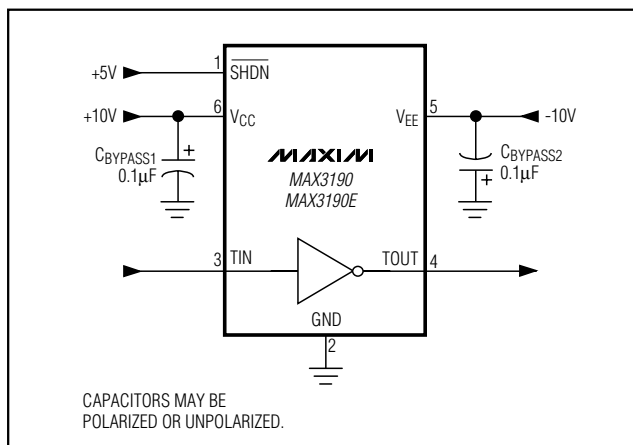 1
SHDN
+5V
6
+10V
VCC
5
VEE
-10V
CBYPASS1
0.1µF
+
MAXIM
MAX3190
MAX3190E
CBYPASS2
0.1µF
+
3
TIN
TOUT
4
GND
2
CAPACITORS MAY BE
POLARIZED OR UNPOLARIZED.